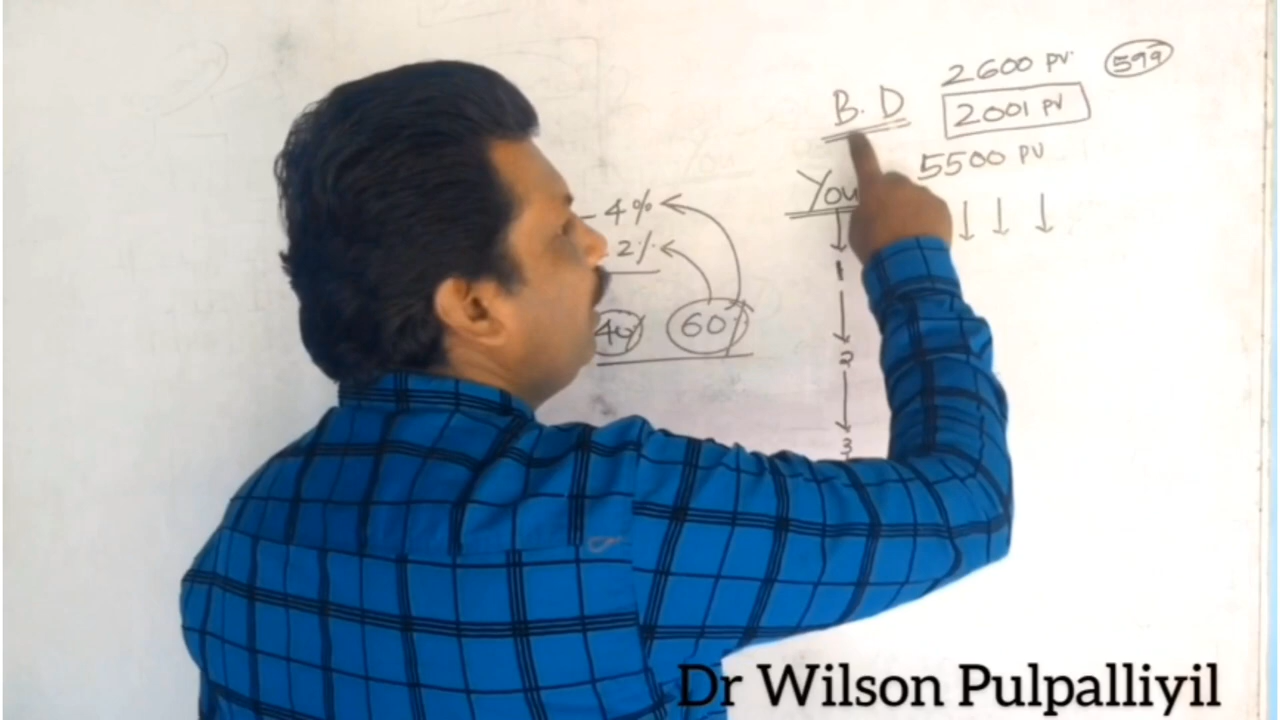 2600 PV 599
B.D 2001 PV
5500 PV
You
4%
2%
60%
1
2
3
Dr Wilson Pulpalliyil